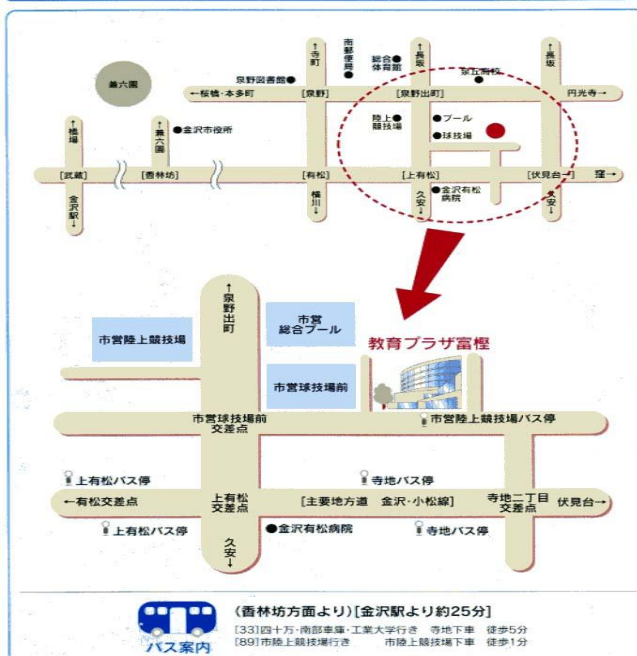 ↑寺町
南郵便局●
総合体育館●
↑長坂
↑長坂
泉野図書館●
泉丘高校●
兼六園
←桜橋・本多町
[泉野]
[泉野出町]
円光寺→
↑橋場
↑兼六園
●金沢市役所
陸上競技場●
●プール
●球技場
[武蔵]
[香林坊]
[有松]
[上有松]
[伏見台→]
窪→
金沢駅↓
横川↓
久安↓
●金沢有松病院
久安↓
↑泉野出町
市営陸上競技場
市営
総合プール
教育プラザ富樫
市営球技場前
市営球技場前
交差点
市営陸上競技場バス停
上有松バス停
寺地バス停
←有松交差点
上有松
交差点
[主要地方道 金沢・小松線]
寺地二丁目
交差点
伏見台→
上有松バス停
●金沢有松病院
寺地バス停
久安↓
(香林坊方面より)[金沢駅より約25分]
[33]四十万・南部車庫・工業大学行き 寺地下車 徒歩5分
[89]市陸上競技場行き 市陸上競技場下車 徒歩1分
バス案内